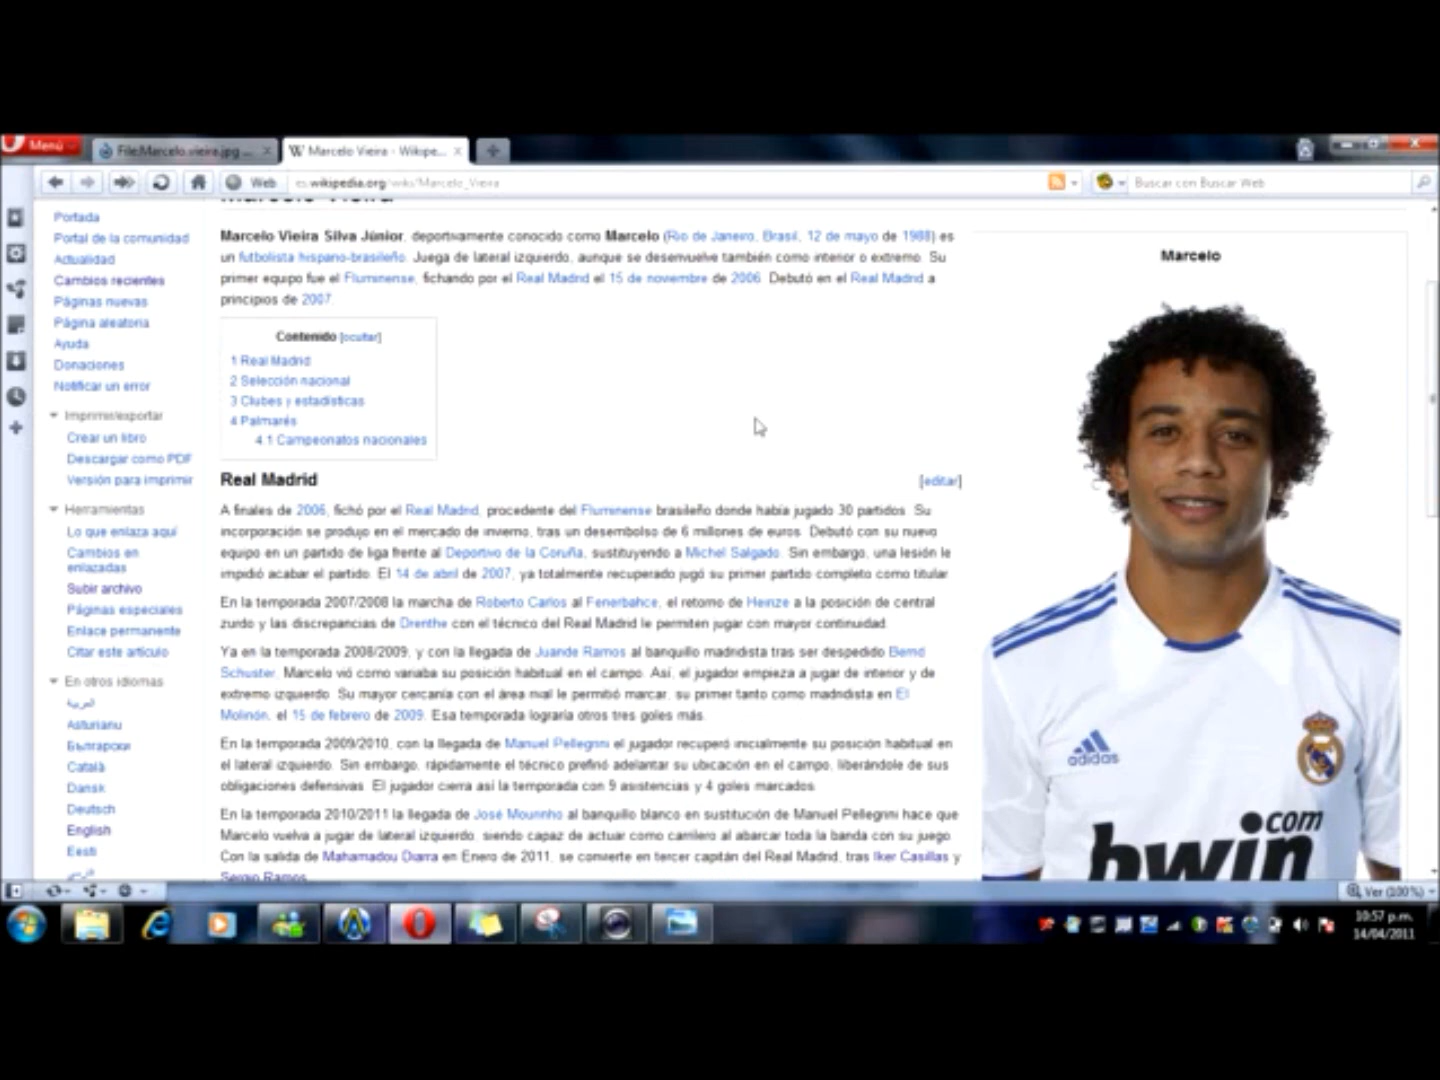 Menú
File:Marcelo.vieira.jpg ...
Marcelo Vieira - Wikipe...
Web
es.wikipedia.org/wiki/Marcelo_Vieira
Buscar con Buscar Web
Marcelo Vieira
Portada
Portal de la comunidad
Actualidad
Cambios recientes
Páginas nuevas
Página aleatoria
Ayuda
Donaciones
Notificar un error
Imprimir/exportar
Crear un libro
Descargar como PDF
Versión para imprimir
Herramientas
Lo que enlaza aquí
Cambios en
enlazadas
Subir archivo
Páginas especiales
Enlace permanente
Citar este artículo
En otros idiomas
العربية
Asturianu
Български
Català
Dansk
Deutsch
English
Eesti
Marcelo Vieira Silva Júnior, deportivamente conocido como Marcelo (Río de Janeiro, Brasil, 12 de mayo de 1988) es
un futbolista hispano-brasileño. Juega de lateral izquierdo, aunque se desenvuelve también como interior o extremo. Su
primer equipo fue el Fluminense, fichando por el Real Madrid el 15 de noviembre de 2006. Debutó en el Real Madrid a
principios de 2007.
Contenido [ocultar]
1 Real Madrid
2 Selección nacional
3 Clubes y estadísticas
4 Palmarés
4.1 Campeonatos nacionales
Real Madrid
[editar]
A finales de 2006, fichó por el Real Madrid, procedente del Fluminense brasileño donde había jugado 30 partidos. Su
incorporación se produjo en el mercado de invierno, tras un desembolso de 6 millones de euros. Debutó con su nuevo
equipo en un partido de liga frente al Deportivo de la Coruña, sustituyendo a Michel Salgado. Sin embargo, una lesión le
impidió acabar el partido. El 14 de abril de 2007, ya totalmente recuperado jugó su primer partido completo como titular.
En la temporada 2007/2008 la marcha de Roberto Carlos al Fenerbahce, el retorno de Heinze a la posición de central
zurdo y las discrepancias de Drenthe con el técnico del Real Madrid le permiten jugar con mayor continuidad.
Ya en la temporada 2008/2009, y con la llegada de Juande Ramos al banquillo madridista tras ser despedido Bernd
Schuster, Marcelo vió como variaba su posición habitual en el campo. Así, el jugador empieza a jugar de interior y de
extremo izquierdo. Su mayor cercanía con el área rival le permitió marcar, su primer tanto como madridista en El
Molinón, el 15 de febrero de 2009. Esa temporada lograría otros tres goles más.
En la temporada 2009/2010, con la llegada de Manuel Pellegrini el jugador recuperó inicialmente su posición habitual en
el lateral izquierdo. Sin embargo, rápidamente el técnico prefirió adelantar su ubicación en el campo, liberándole de sus
obligaciones defensivas. El jugador cierra así la temporada con 9 asistencias y 4 goles marcados.
En la temporada 2010/2011 la llegada de José Mourinho al banquillo blanco en sustitución de Manuel Pellegrini hace que
Marcelo vuelva a jugar de lateral izquierdo, siendo capaz de actuar como carrilero al abarcar toda la banda con su juego.
Con la salida de Mahamadou Diarra en Enero de 2011, se convierte en tercer capitán del Real Madrid, tras Iker Casillas y
Sergio Ramos
Marcelo
adidas
bwin.com
Ver (100%)
10:57 p.m.
14/04/2011